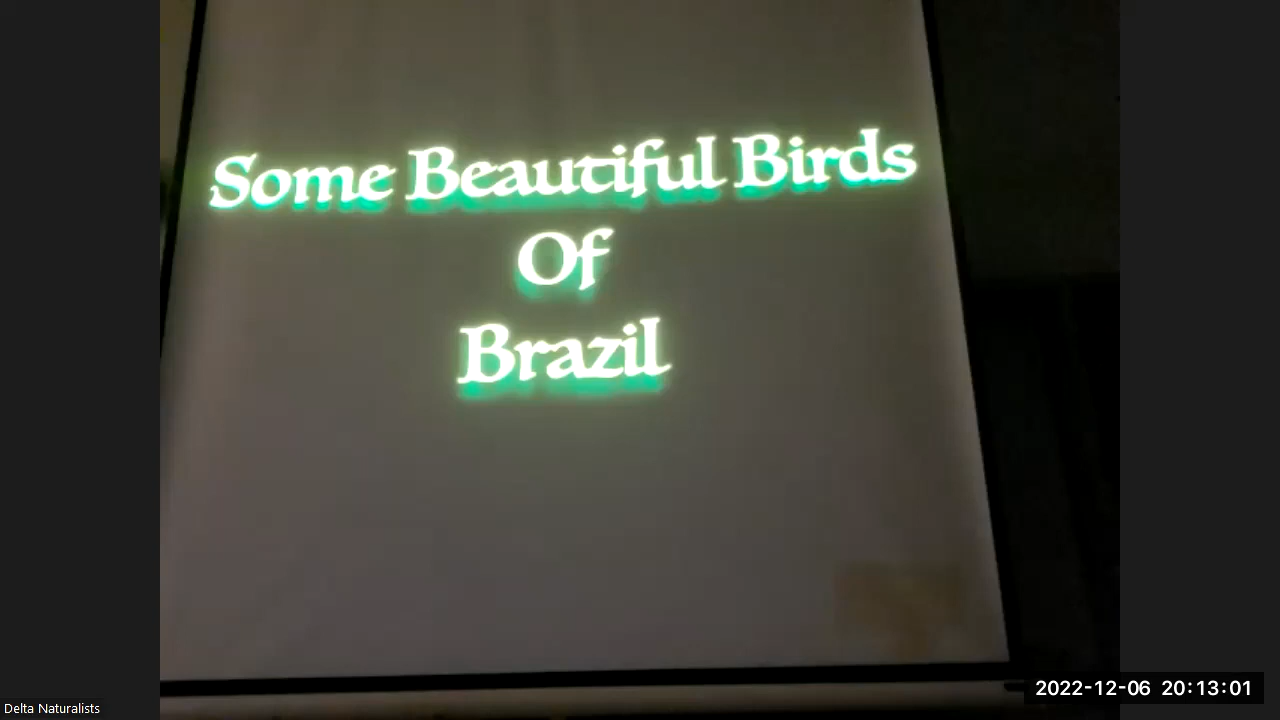 Some Beautiful Birds
Of
Brazil
Delta Naturalists
2022-12-06 20:13:01